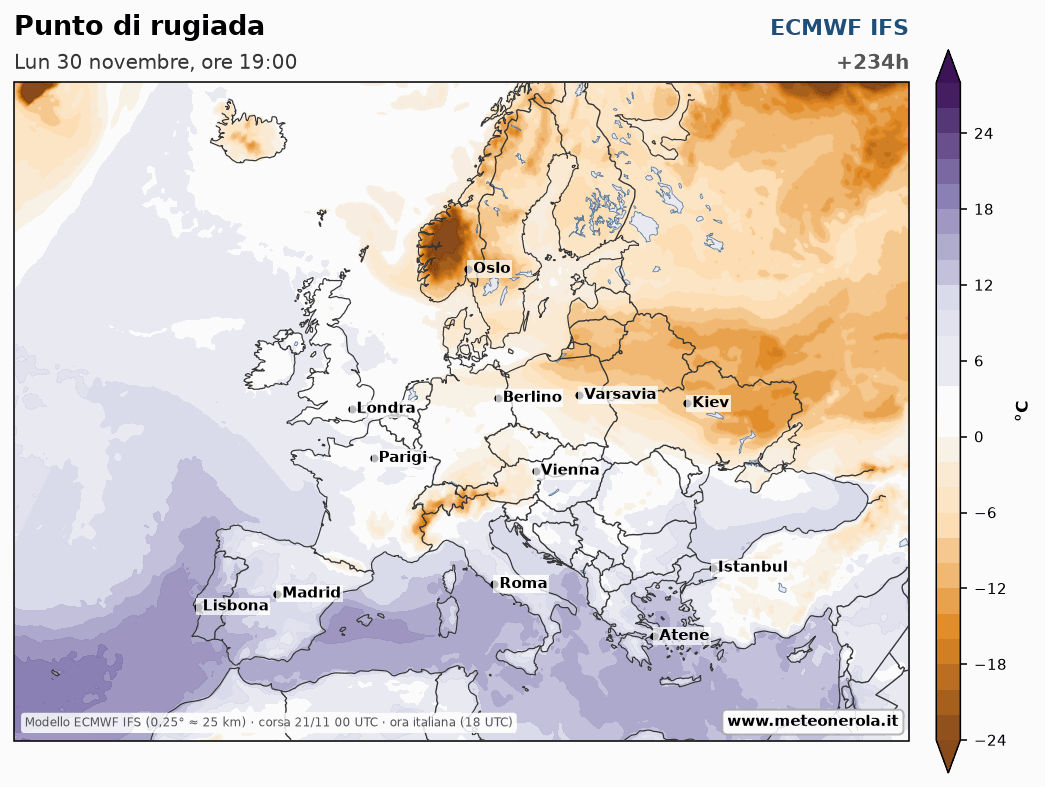 Punto di rugiada
ECMWF IFS
Lun 30 novembre, ore 19:00
+234h
Oslo
Berlino
Varsavia
Kiev
Londra
Parigi
Vienna
Istanbul
Roma
Madrid
Lisbona
Atene
Modello ECMWF IFS (0,25° ≈ 25 km) · corsa 21/11 00 UTC · ora italiana (18 UTC)
www.meteonerola.it
24
18
12
6
0
−6
−12
−18
−24
°C